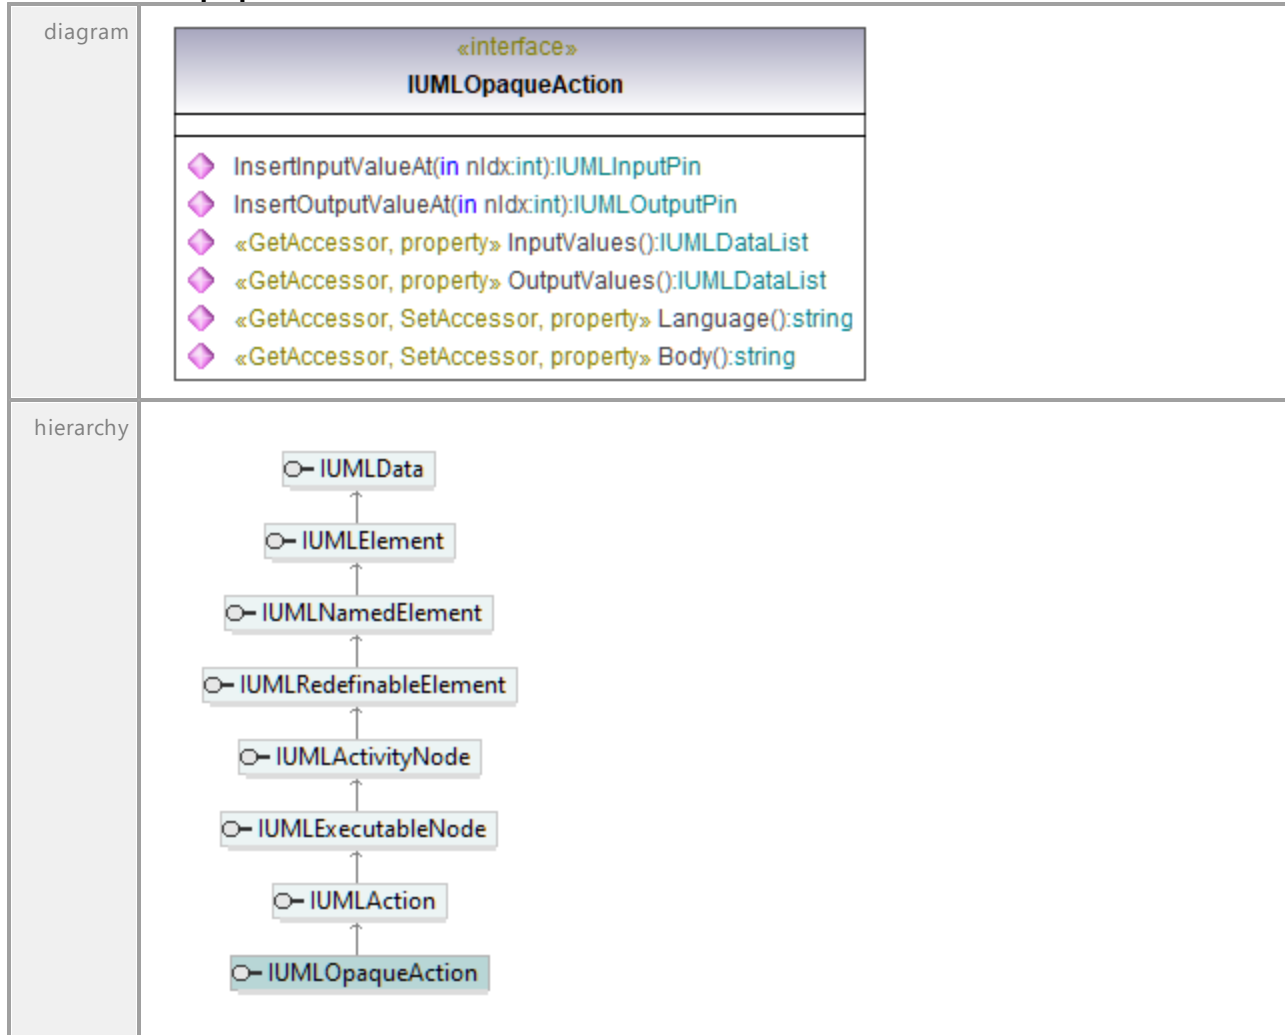 diagram
«interface»
IUMLOpaqueAction
InsertInputValueAt(in nIdx:int):IUMLInputPin
InsertOutputValueAt(in nIdx:int):IUMLOutputPin
«GetAccessor, property» InputValues():IUMLDataList
«GetAccessor, property» OutputValues():IUMLDataList
«GetAccessor, SetAccessor, property» Language():string
«GetAccessor, SetAccessor, property» Body():string
hierarchy
IUMLData
IUMLElement
IUMLNamedElement
IUMLRedefinableElement
IUMLActivityNode
IUMLExecutableNode
IUMLAction
IUMLOpaqueAction